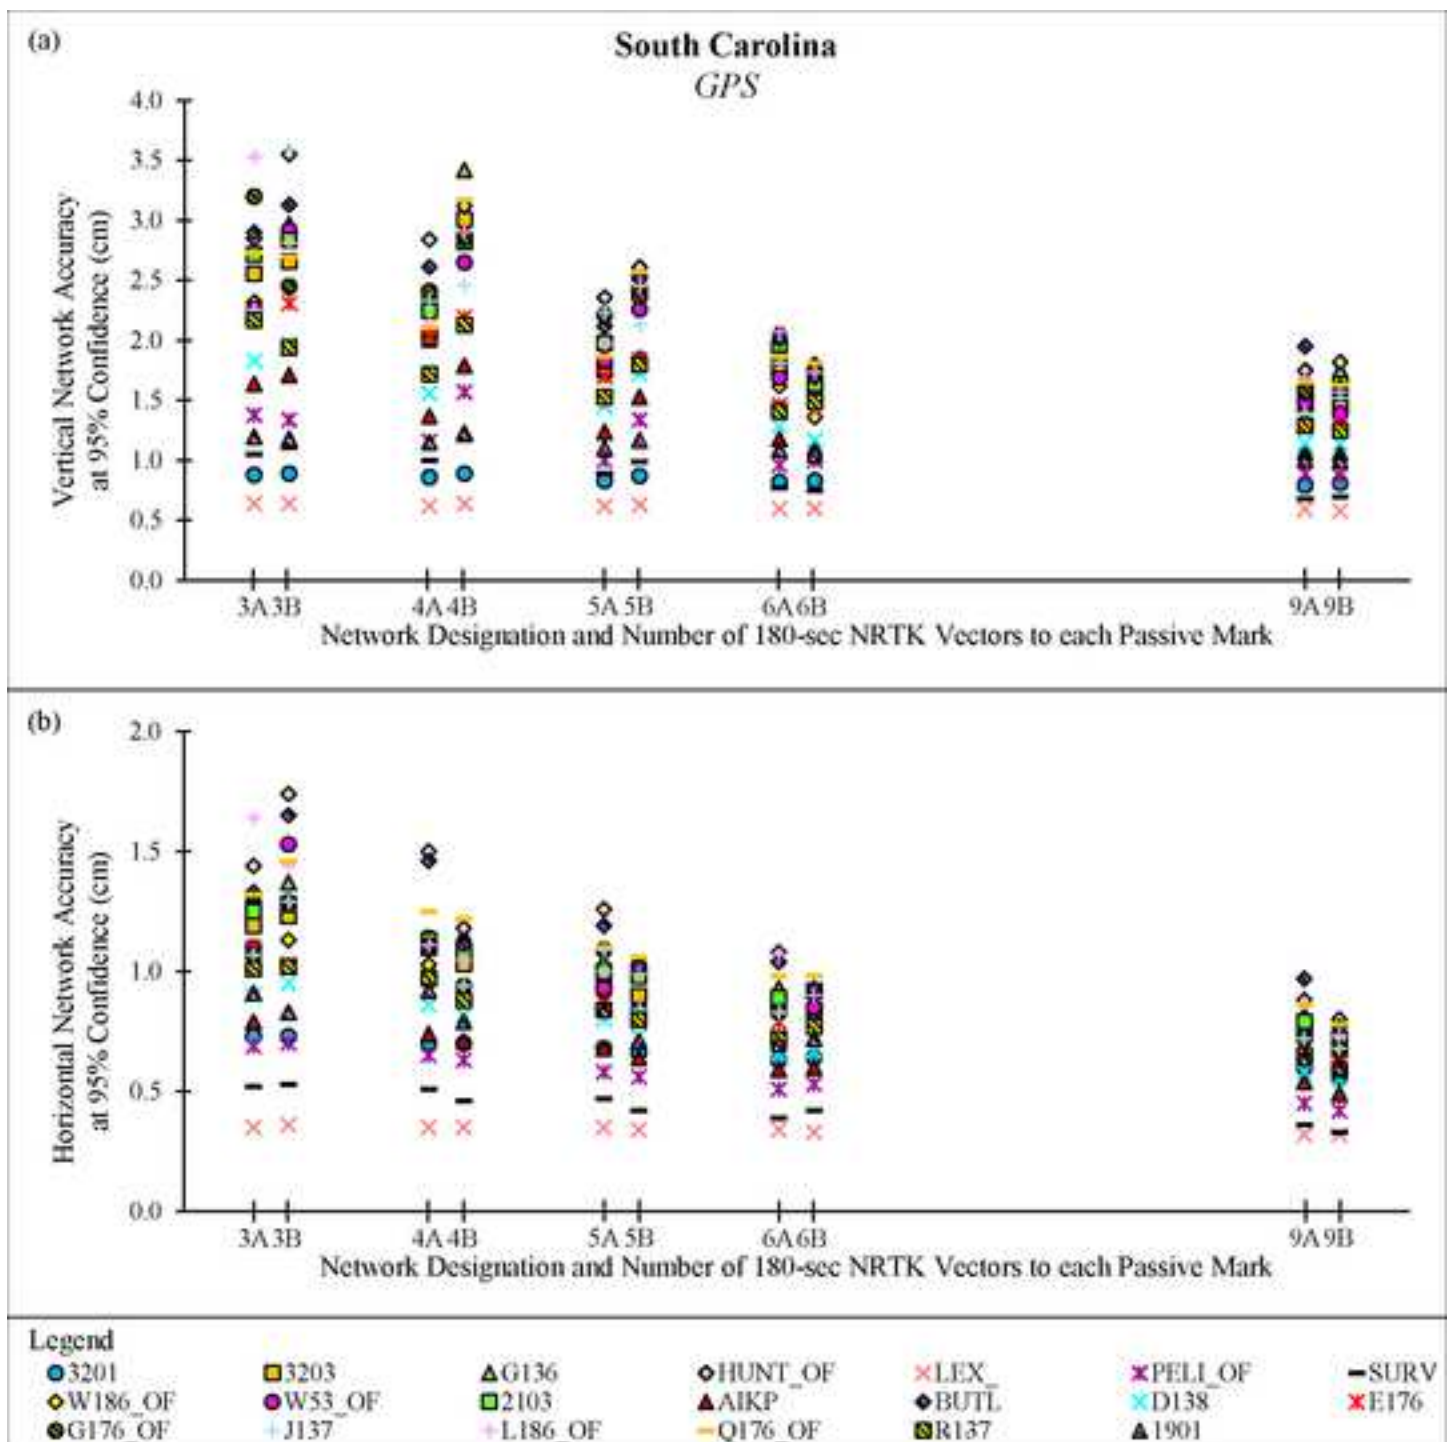 (a)
South Carolina
GPS
Vertical Network Accuracy
at 95% Confidence (cm)
4.0
3.5
3.0
2.5
2.0
1.5
1.0
0.5
0.0
3A 3B 4A 4B 5A 5B 6A 6B 9A 9B
Network Designation and Number of 180-sec NRTK Vectors to each Passive Mark
(b)
Horizontal Network Accuracy
at 95% Confidence (cm)
2.0
1.5
1.0
0.5
0.0
3A 3B 4A 4B 5A 5B 6A 6B 9A 9B
Network Designation and Number of 180-sec NRTK Vectors to each Passive Mark
Legend
3201 3203 G136 HUNT_OF LEX_ PELI_OF SURV
W186_OF W53_OF 2103 AIKP BUTL D138 E176
G176_OF J137 L186_OF Q176_OF R137 1901